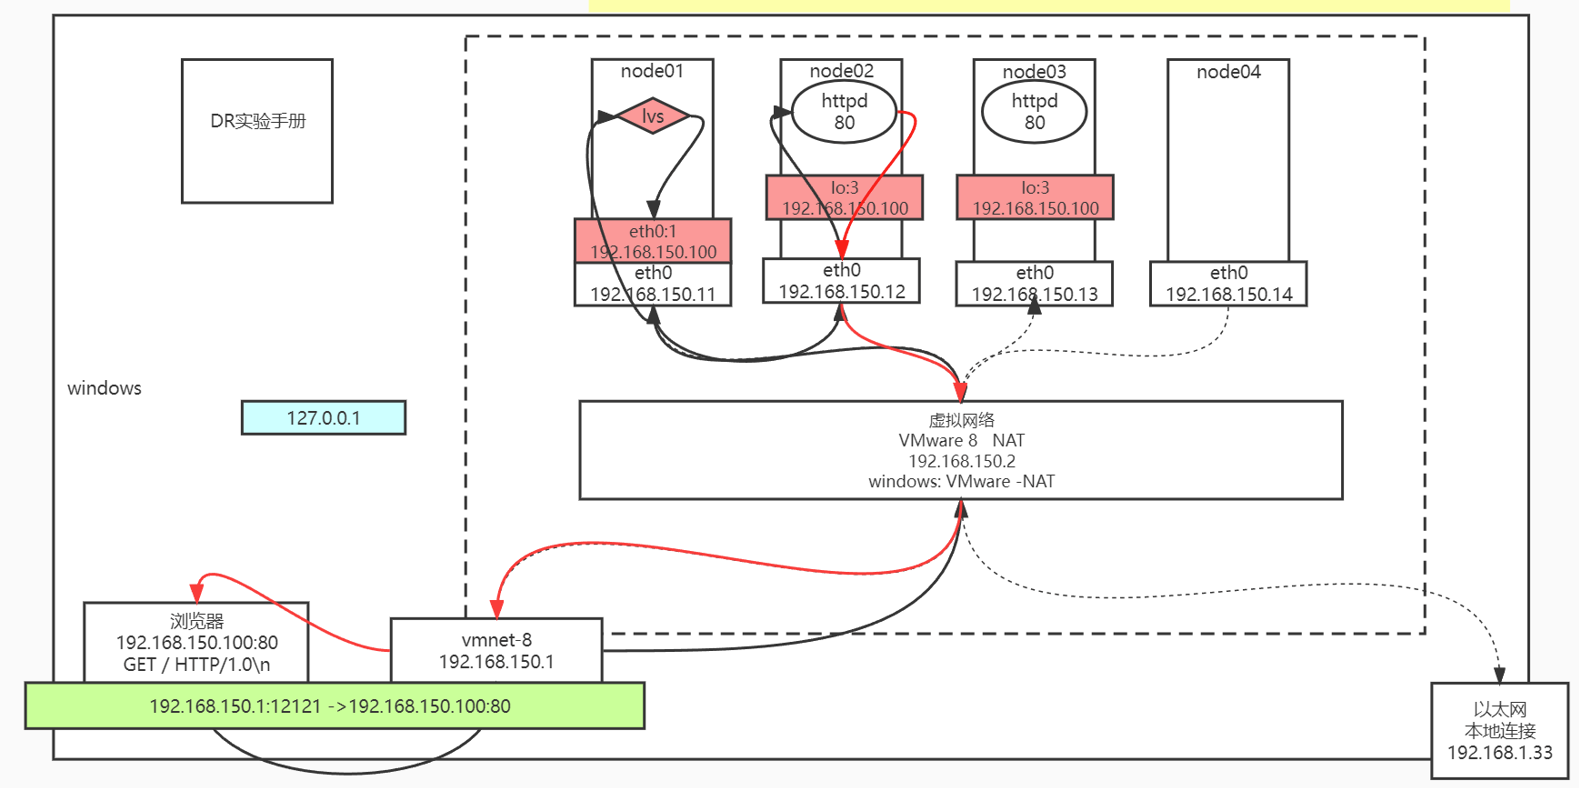 node01
lvs
eth0:1
192.168.150.100
eth0
192.168.150.11
node02
httpd
80
lo:3
192.168.150.100
eth0
192.168.150.12
node03
httpd
80
lo:3
192.168.150.100
eth0
192.168.150.13
node04
eth0
192.168.150.14
DR实验手册
windows
127.0.0.1
虚拟网络
VMware 8 NAT
192.168.150.2
windows: VMware -NAT
浏览器
192.168.150.100:80
GET / HTTP/1.0\n
vmnet-8
192.168.150.1
192.168.150.1:12121 ->192.168.150.100:80
以太网
本地连接
192.168.1.33